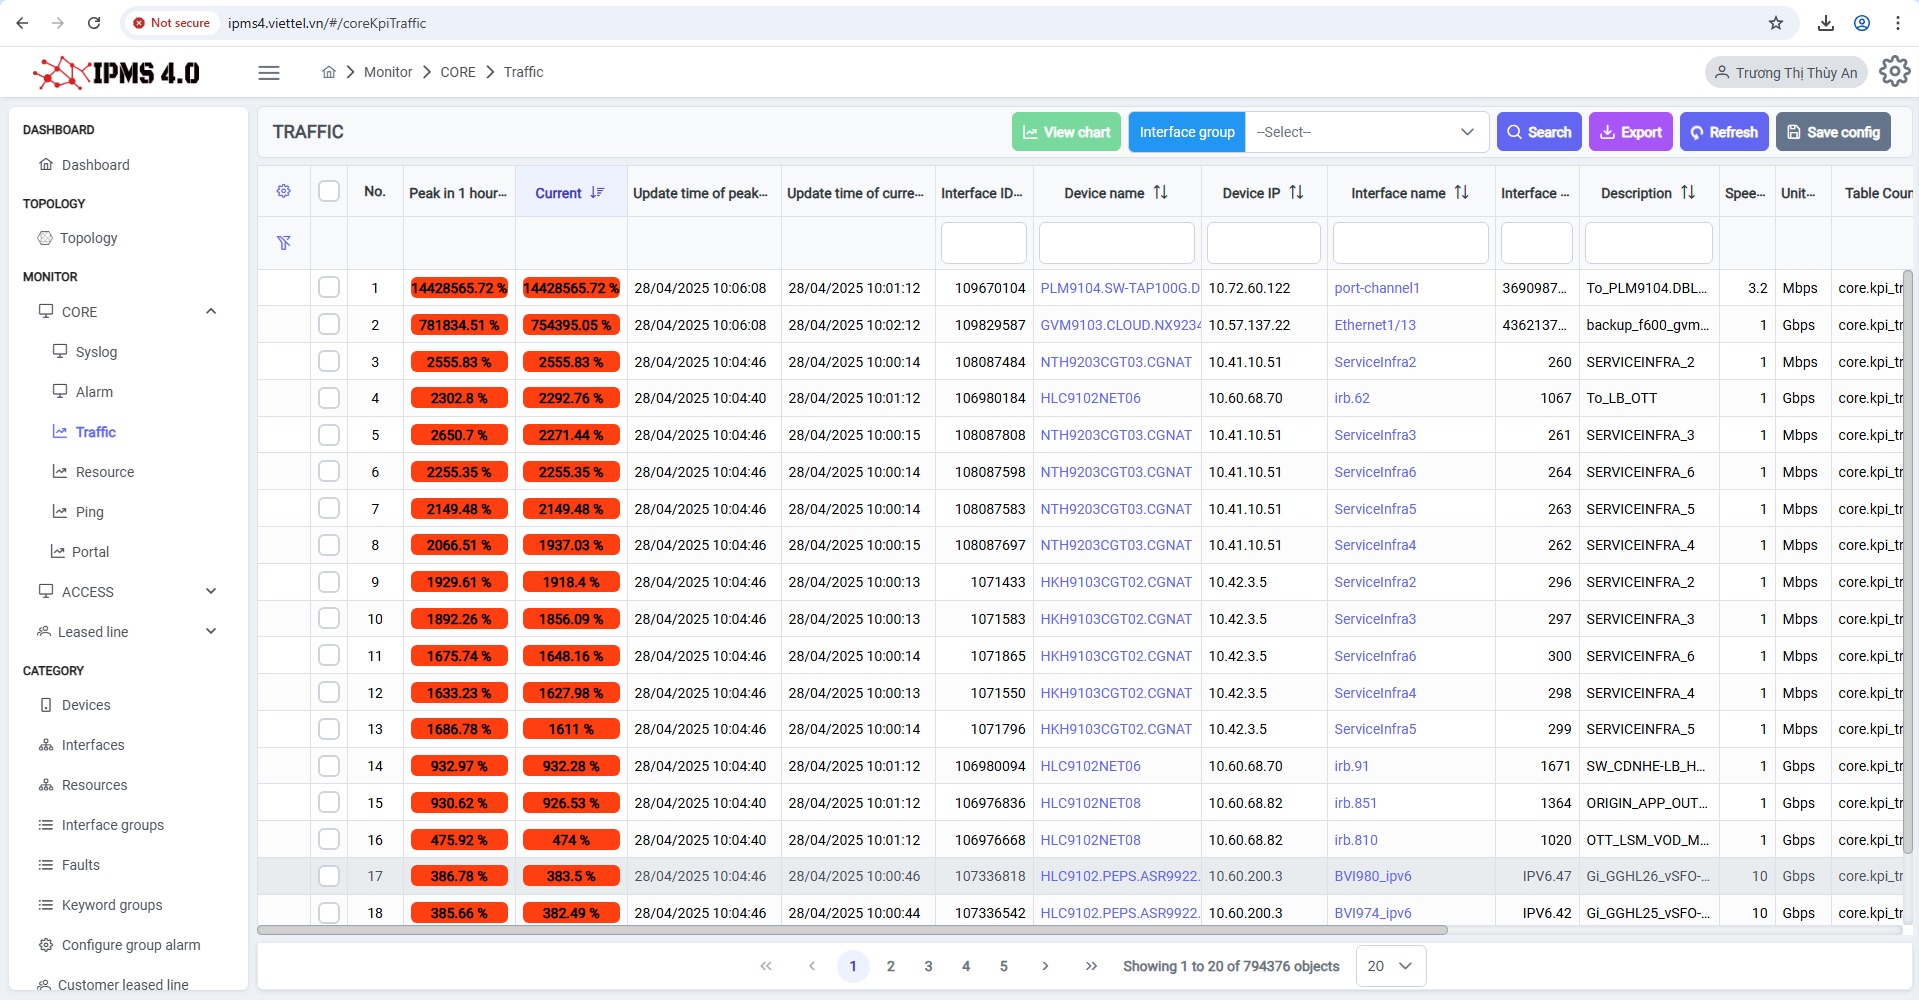 Not secure ipms4.viettel.vn/#/coreKpiTraffic
IPMS 4.0
Monitor CORE Traffic
Trương Thị Thùy An
DASHBOARD
Dashboard
TOPOLOGY
Topology
MONITOR
CORE
Syslog
Alarm
Traffic
Resource
Ping
Portal
ACCESS
Leased line
CATEGORY
Devices
Interfaces
Resources
Interface groups
Faults
Keyword groups
Configure group alarm
Customer leased line
TRAFFIC
View chart Interface group --Select-- Search Export Refresh Save config
No. Peak in 1 hour... Current Update time of peak... Update time of curre... Interface ID... Device name Device IP Interface name Interface ... Description Spee... Unit... Table Coun
1 14428565.72 % 14428565.72 % 28/04/2025 10:06:08 28/04/2025 10:01:12 109670104 PLM9104.SW-TAP100G.D 10.72.60.122 port-channel1 3690987... To_PLM9104.DBL... 3.2 Mbps core.kpi_tr
2 781834.51 % 754395.05 % 28/04/2025 10:06:08 28/04/2025 10:02:12 109829587 GVM9103.CLOUD.NX9234 10.57.137.22 Ethernet1/13 4362137... backup_f600_gvm... 1 Gbps core.kpi_tr
3 2555.83 % 2555.83 % 28/04/2025 10:04:46 28/04/2025 10:00:14 108087484 NTH9203CGT03.CGNAT 10.41.10.51 ServiceInfra2 260 SERVICEINFRA_2 1 Mbps core.kpi_tr
4 2302.8 % 2292.76 % 28/04/2025 10:04:40 28/04/2025 10:01:12 106980184 HLC9102NET06 10.60.68.70 irb.62 1067 To_LB_OTT 1 Gbps core.kpi_tr
5 2650.7 % 2271.44 % 28/04/2025 10:04:46 28/04/2025 10:00:15 108087808 NTH9203CGT03.CGNAT 10.41.10.51 ServiceInfra3 261 SERVICEINFRA_3 1 Mbps core.kpi_tr
6 2255.35 % 2255.35 % 28/04/2025 10:04:46 28/04/2025 10:00:14 108087598 NTH9203CGT03.CGNAT 10.41.10.51 ServiceInfra6 264 SERVICEINFRA_6 1 Mbps core.kpi_tr
7 2149.48 % 2149.48 % 28/04/2025 10:04:46 28/04/2025 10:00:14 108087583 NTH9203CGT03.CGNAT 10.41.10.51 ServiceInfra5 263 SERVICEINFRA_5 1 Mbps core.kpi_tr
8 2066.51 % 1937.03 % 28/04/2025 10:04:46 28/04/2025 10:00:15 108087697 NTH9203CGT03.CGNAT 10.41.10.51 ServiceInfra4 262 SERVICEINFRA_4 1 Mbps core.kpi_tr
9 1929.61 % 1918.4 % 28/04/2025 10:04:46 28/04/2025 10:00:13 1071433 HKH9103CGT02.CGNAT 10.42.3.5 ServiceInfra2 296 SERVICEINFRA_2 1 Mbps core.kpi_tr
10 1892.26 % 1856.09 % 28/04/2025 10:04:46 28/04/2025 10:00:13 1071583 HKH9103CGT02.CGNAT 10.42.3.5 ServiceInfra3 297 SERVICEINFRA_3 1 Mbps core.kpi_tr
11 1675.74 % 1648.16 % 28/04/2025 10:04:46 28/04/2025 10:00:14 1071865 HKH9103CGT02.CGNAT 10.42.3.5 ServiceInfra6 300 SERVICEINFRA_6 1 Mbps core.kpi_tr
12 1633.23 % 1627.98 % 28/04/2025 10:04:46 28/04/2025 10:00:13 1071550 HKH9103CGT02.CGNAT 10.42.3.5 ServiceInfra4 298 SERVICEINFRA_4 1 Mbps core.kpi_tr
13 1686.78 % 1611 % 28/04/2025 10:04:46 28/04/2025 10:00:14 1071796 HKH9103CGT02.CGNAT 10.42.3.5 ServiceInfra5 299 SERVICEINFRA_5 1 Mbps core.kpi_tr
14 932.97 % 932.28 % 28/04/2025 10:04:40 28/04/2025 10:01:12 106980094 HLC9102NET06 10.60.68.70 irb.91 1671 SW_CDNHE-LB_H... 1 Gbps core.kpi_tr
15 930.62 % 926.53 % 28/04/2025 10:04:40 28/04/2025 10:01:12 106976836 HLC9102NET08 10.60.68.82 irb.851 1364 ORIGIN_APP_OUT... 1 Gbps core.kpi_tr
16 475.92 % 474 % 28/04/2025 10:04:40 28/04/2025 10:01:12 106976668 HLC9102NET08 10.60.68.82 irb.810 1020 OTT_LSM_VOD_M... 1 Gbps core.kpi_tr
17 386.78 % 383.5 % 28/04/2025 10:04:46 28/04/2025 10:00:46 107336818 HLC9102.PEPS.ASR9922. 10.60.200.3 BVI980_ipv6 IPV6.47 Gi_GGHL26_vSFO-... 10 Gbps core.kpi_tr
18 385.66 % 382.49 % 28/04/2025 10:04:46 28/04/2025 10:00:44 107336542 HLC9102.PEPS.ASR9922. 10.60.200.3 BVI974_ipv6 IPV6.42 Gi_GGHL25_vSFO-... 10 Gbps core.kpi_tr
1 2 3 4 5 Showing 1 to 20 of 794376 objects 20